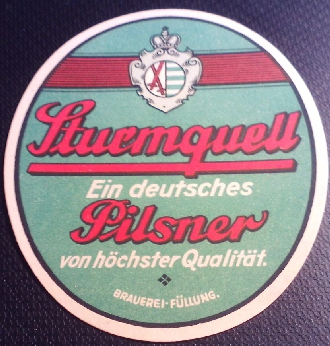 Sturmquell
Ein deutsches
Pilsner
von höchster Qualität.
BRAUEREI-FÜLLUNG.